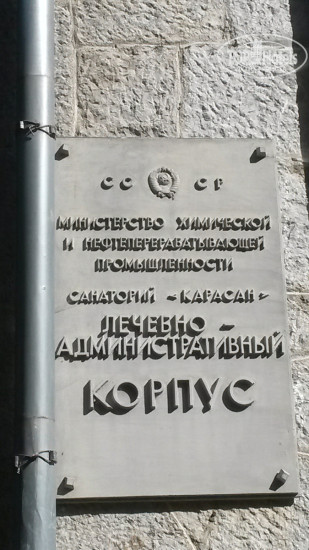 СС СР
МИНИСТЕРСТВО ХИМИЧЕСКОЙ
И НЕФТЕПЕРЕРАБАТЫВАЮЩЕЙ
ПРОМЫШЛЕННОСТИ
САНАТОРИЙ «КАРАСАН»
ЛЕЧЕБНО-
АДМИНИСТРАТИВНЫЙ
КОРПУС